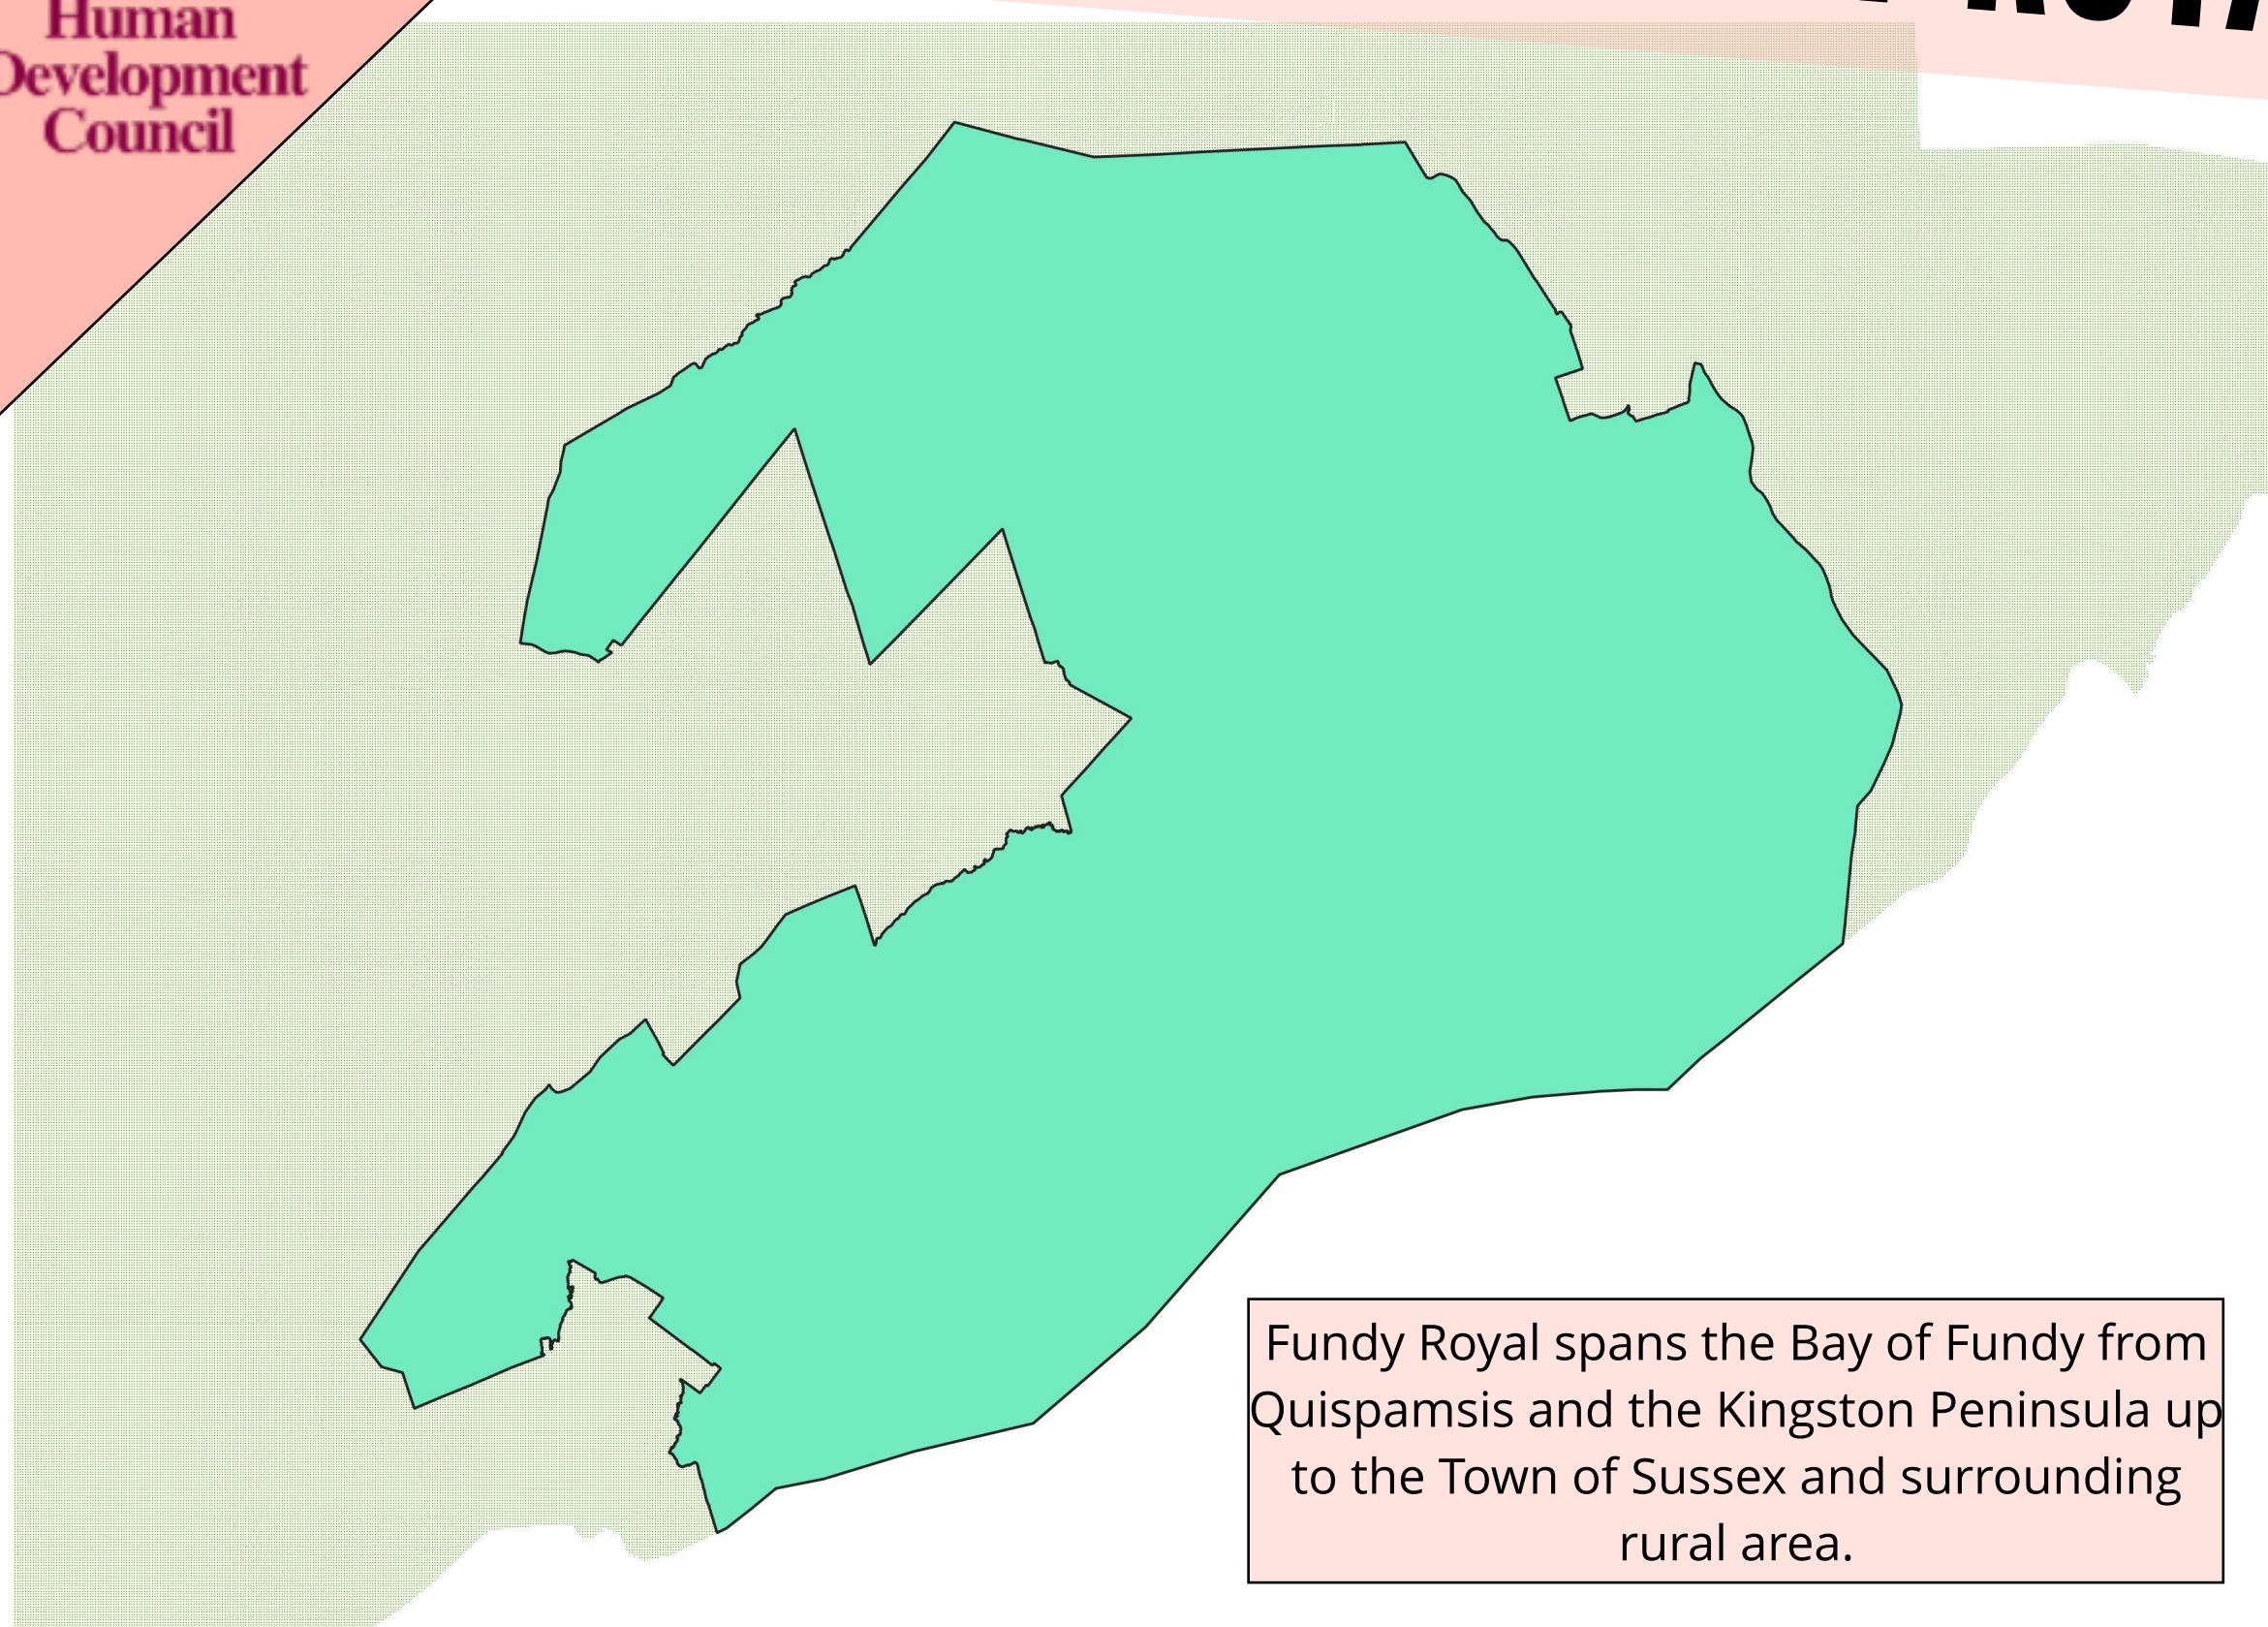 Human
Development
Council
Fundy Royal spans the Bay of Fundy from
Quispamsis and the Kingston Peninsula up
to the Town of Sussex and surrounding
rural area.